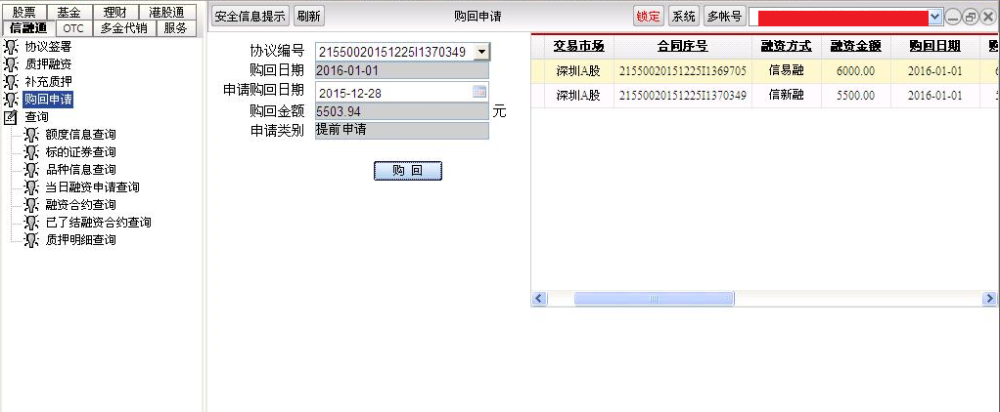 股票 基金 理财 港股通
信融通 OTC 多金代销 服务
安全信息提示 刷新 购回申请 锁定 系统 多帐号
协议签署
质押融资
补充质押
购回申请
查询
额度信息查询
标的证券查询
品种信息查询
当日融资申请查询
融资合约查询
已了结融资合约查询
质押明细查询
协议编号 21550020151225I1370349
购回日期 2016-01-01
申请购回日期 2015-12-28
购回金额 5503.94 元
申请类别 提前申请
购 回
交易市场 合同序号 融资方式 融资金额 购回日期
深圳A股 21550020151225I1369705 信易融 6000.00 2016-01-01
深圳A股 21550020151225I1370349 信新融 5500.00 2016-01-01